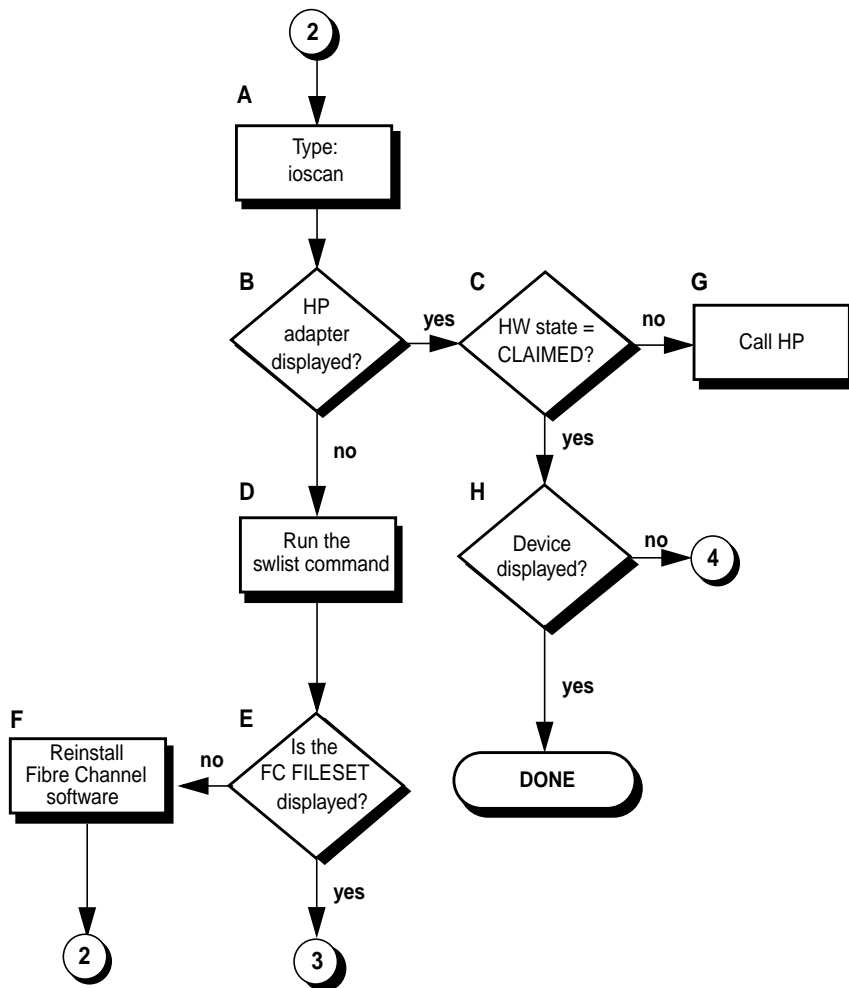 2
A
Type:
ioscan
B
HP
adapter
displayed?
yes
C
HW state =
CLAIMED?
no
G
Call HP
no
yes
D
Run the
swlist command
H
Device
displayed?
no
4
yes
DONE
E
Is the
FC FILESET
displayed?
no
F
Reinstall
Fibre Channel
software
2
yes
3